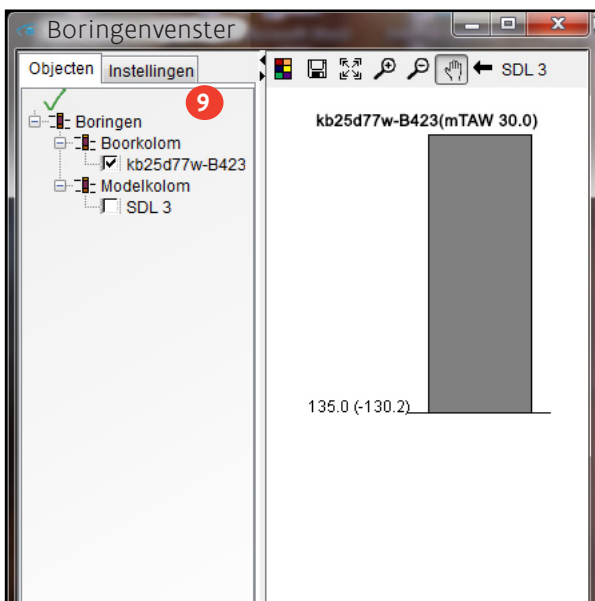 Boringenvenster
Objecten Instellingen
SDL 3
9
Boringen
Boorkolom
kb25d77w-B423
Modelkolom
SDL 3
kb25d77w-B423(mTAW 30.0)
135.0 (-130.2)